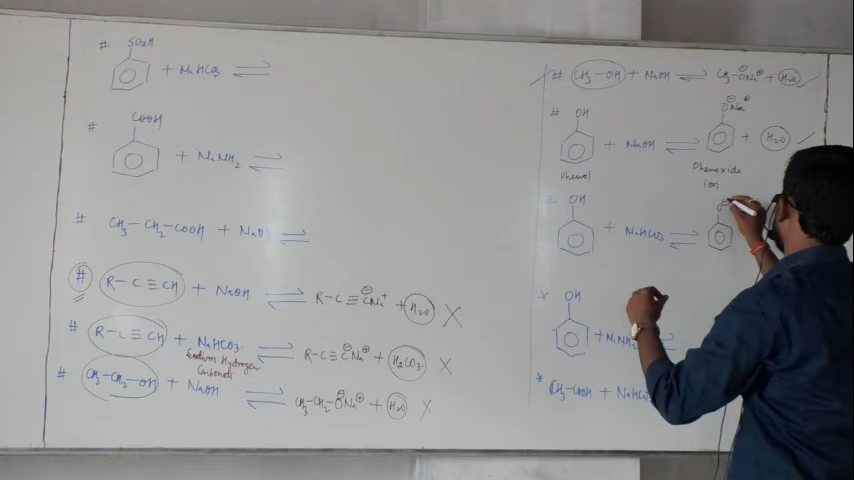 # SO3H
+ NaHCO3 ⇌
# COOH
+ NaNH2 ⇌
# CH3-CH2-COOH + NaO ⇌
# R-C≡CH + NaOH ⇌ R-C≡C⊖Na+ + H2O X
# R-C≡CH + NaHCO3 ⇌ R-C≡C⊖Na⊕ + H2CO3 X
Sodium Hydrogen
Carbonate
# CH3-CH2-OH + NaOH ⇌ CH3-CH2-O⊖Na⊕ + H2O X
# CH3-OH + NaOH ⇌ CH3-O⊖Na⊕ + H2O ✓
# OH O⊖Na⊕
+ NaOH ⇌ + H2O ✓
Phenol Phenoxide
ion
OH O⊖
+ NaHCO3 ⇌
* OH
+ NaNH2 ⇌
* CH3-COOH + NaHCO